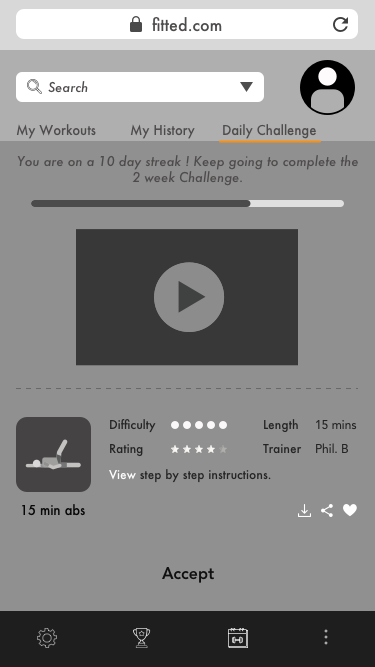 fitted.com
Search
My Workouts My History Daily Challenge
You are on a 10 day streak ! Keep going to complete the
2 week Challenge.
Difficulty Length 15 mins
Rating Trainer Phil. B
View step by step instructions.
15 min abs
Accept